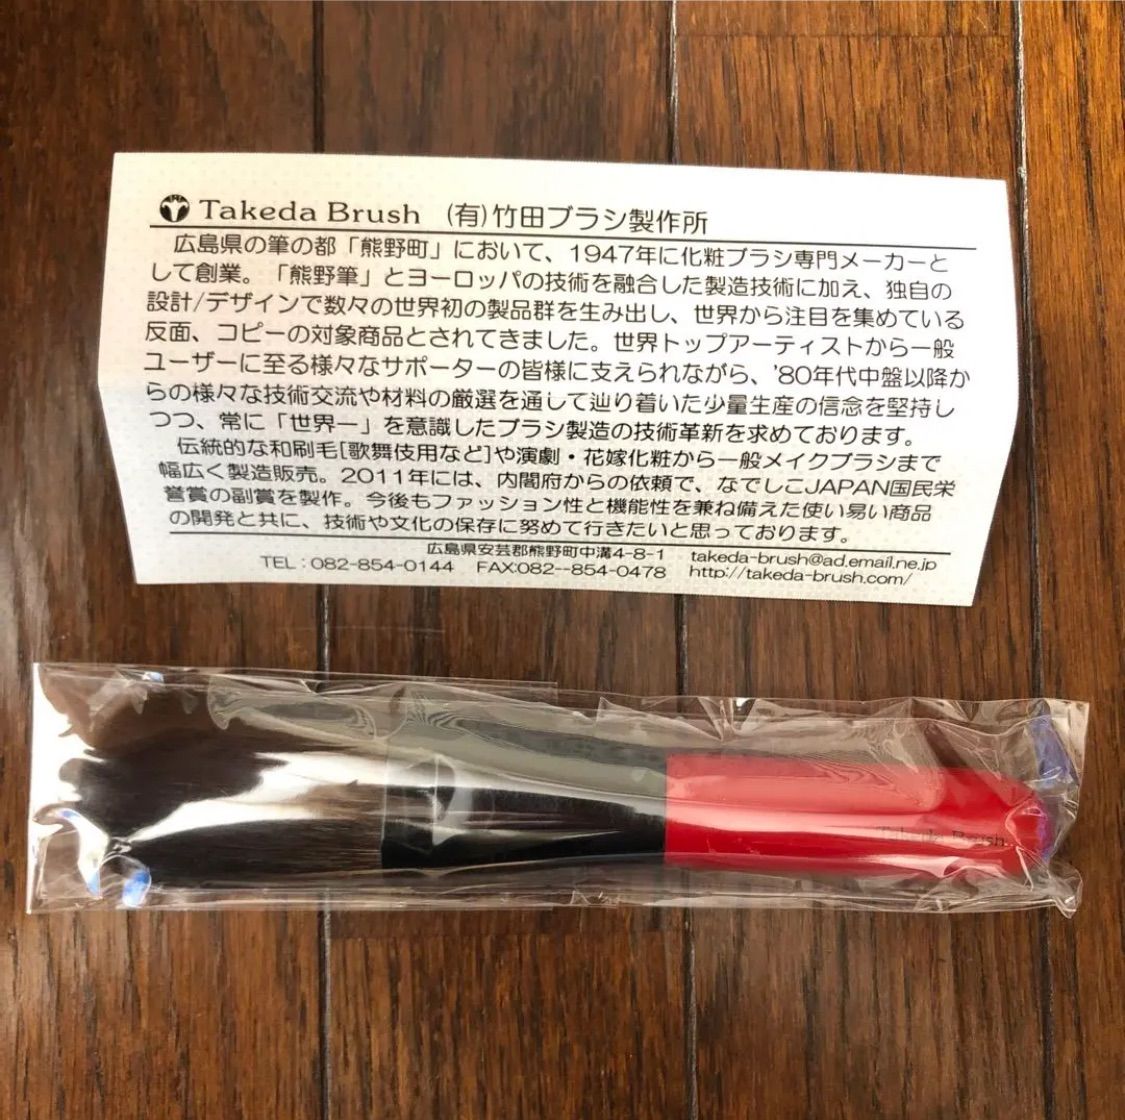 Takeda Brush (有)竹田ブラシ製作所
広島県の筆の都「熊野町」において、1947年に化粧ブラシ専門メーカーと
して創業。「熊野筆」とヨーロッパの技術を融合した製造技術に加え、独自の
設計/デザインで数々の世界初の製品群を生み出し、世界から注目を集めている
反面、コピーの対象商品とされてきました。世界トップアーティストから一般
ユーザーに至る様々なサポーターの皆様に支えられながら、'80年代中盤以降か
らの様々な技術交流や材料の厳選を通して辿り着いた少量生産の信念を堅持し
つつ、常に「世界一」を意識したブラシ製造の技術革新を求めております。
伝統的な和刷毛[歌舞伎用など]や演劇・花嫁化粧から一般メイクブラシまで
幅広く製造販売。2011年には、内閣府からの依頼で、なでしこJAPAN国民栄
誉賞の副賞を製作。今後もファッション性と機能性を兼ね備えた使い易い商品
の開発と共に、技術や文化の保存に努めて行きたいと思っております。
広島県安芸郡熊野町中溝4-8-1 takeda-brush@ad.email.ne.jp
TEL:082-854-0144 FAX:082--854-0478 http://takeda-brush.com/
Takeda Brush